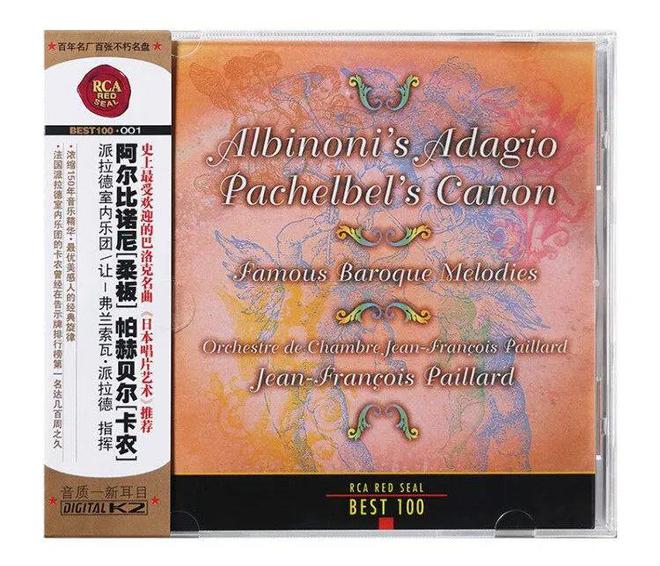 ★百年名厂百张不朽名盘★
RCA
RED
SEAL
BEST100·001
史上最受欢迎的巴洛克名曲《日本唱片艺术》推荐
阿尔比诺尼[柔板] 帕赫贝尔[卡农]
派拉德室内乐团/让-弗兰索瓦·派拉德 指挥
·浓缩150年音乐精华·最优美感人的经典旋律
·法国派拉德室内乐团的卡农曾经在告示牌排行榜第一名达几百周之久
★音质一新耳目★
DIGITAL K2
Albinoni's Adagio
Pachelbel's Canon
Famous Baroque Melodies
Orchestre de Chambre Jean-François Paillard
Jean-François Paillard
RCA RED SEAL
BEST 100